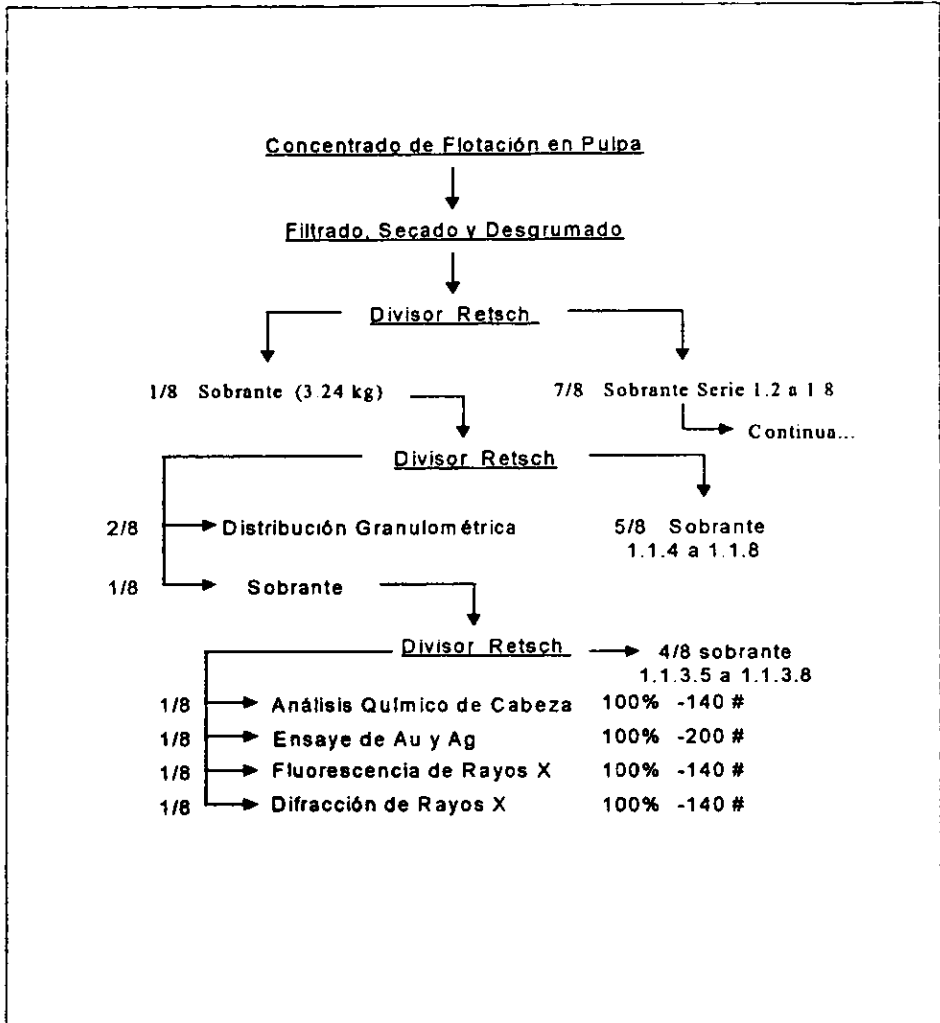 Concentrado de Flotación en Pulpa
Filtrado, Secado y Desgrumado
Divisor Retsch
1/8 Sobrante (3.24 kg)
7/8 Sobrante Serie 1.2 a 1 8
Continua...
Divisor Retsch
2/8 Distribución Granulométrica
5/8 Sobrante
1.1.4 a 1.1.8
1/8 Sobrante
Divisor Retsch
4/8 sobrante
1.1.3.5 a 1.1.3.8
1/8 Análisis Químico de Cabeza 100% -140 #
1/8 Ensaye de Au y Ag 100% -200 #
1/8 Fluorescencia de Rayos X 100% -140 #
1/8 Difracción de Rayos X 100% -140 #